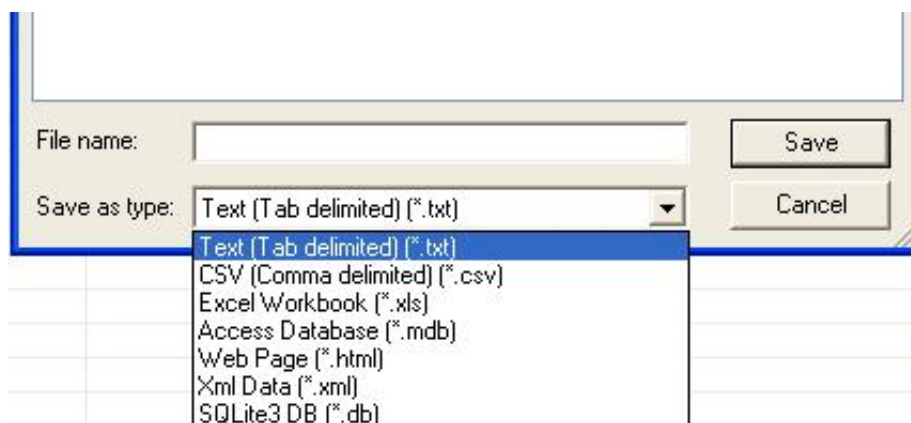 File name:
Save
Save as type:
Text (Tab delimited) (*.txt)
Cancel
Text (Tab delimited) (*.txt)
CSV (Comma delimited) (*.csv)
Excel Workbook (*.xls)
Access Database (*.mdb)
Web Page (*.html)
Xml Data (*.xml)
SQLite3 DB (*.db)